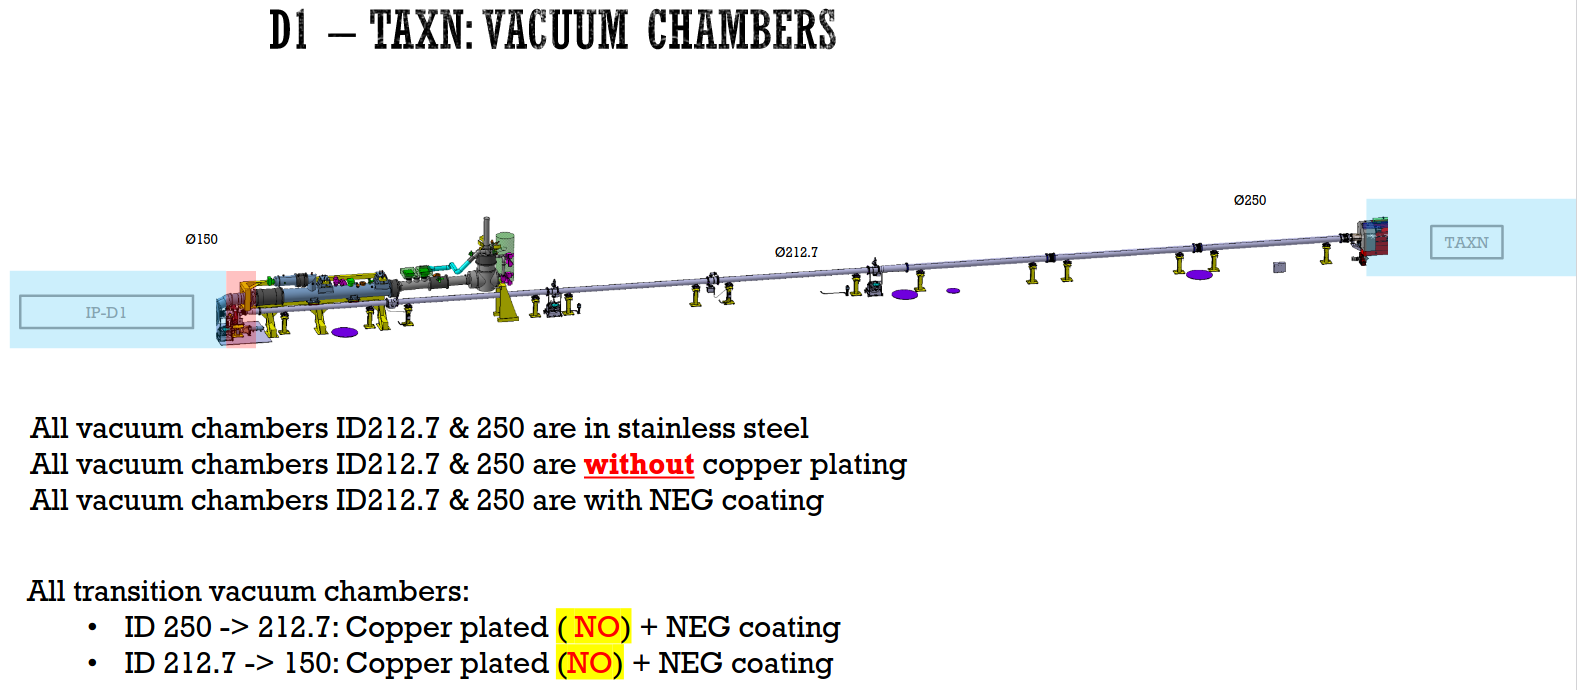 D1 – TAXN: VACUUM CHAMBERS
Ø250
Ø150
TAXN
Ø212.7
IP-D1
All vacuum chambers ID212.7 & 250 are in stainless steel
All vacuum chambers ID212.7 & 250 are without copper plating
All vacuum chambers ID212.7 & 250 are with NEG coating
All transition vacuum chambers:
• ID 250 -> 212.7: Copper plated ( NO) + NEG coating
• ID 212.7 -> 150: Copper plated (NO) + NEG coating